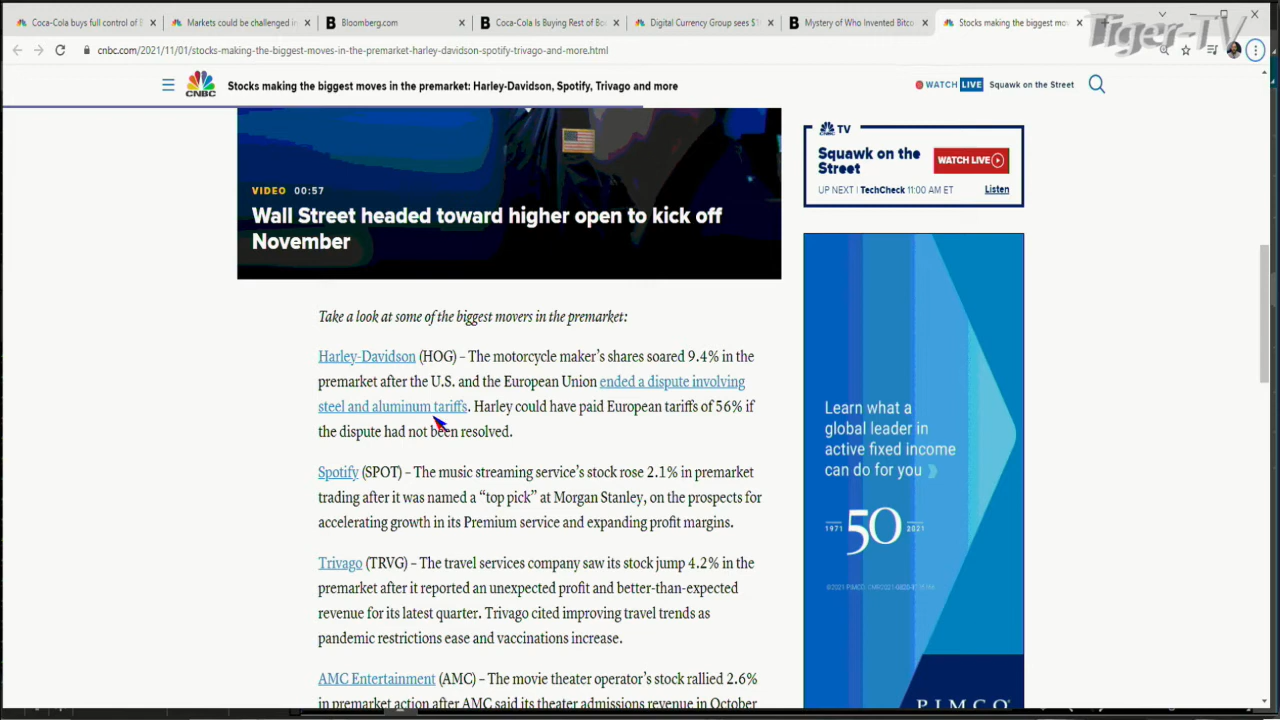 Coca-Cola buys full control of B
Markets could be challenged in
Bloomberg.com
Coca-Cola Is Buying Rest of Bo
Digital Currency Group sees $1
Mystery of Who Invented Bitco
Stocks making the biggest mov
Tiger-TV
cnbc.com/2021/11/01/stocks-making-the-biggest-moves-in-the-premarket-harley-davidson-spotify-trivago-and-more.html
CNBC
Stocks making the biggest moves in the premarket: Harley-Davidson, Spotify, Trivago and more
WATCH LIVE Squawk on the Street
VIDEO 00:57
Wall Street headed toward higher open to kick off
November
CNBC TV
Squawk on the
Street
WATCH LIVE
UP NEXT | TechCheck 11:00 AM ET
Listen
Take a look at some of the biggest movers in the premarket:
Harley-Davidson (HOG) – The motorcycle maker's shares soared 9.4% in the
premarket after the U.S. and the European Union ended a dispute involving
steel and aluminum tariffs. Harley could have paid European tariffs of 56% if
the dispute had not been resolved.
Spotify (SPOT) – The music streaming service's stock rose 2.1% in premarket
trading after it was named a “top pick” at Morgan Stanley, on the prospects for
accelerating growth in its Premium service and expanding profit margins.
Trivago (TRVG) – The travel services company saw its stock jump 4.2% in the
premarket after it reported an unexpected profit and better-than-expected
revenue for its latest quarter. Trivago cited improving travel trends as
pandemic restrictions ease and vaccinations increase.
AMC Entertainment (AMC) – The movie theater operator's stock rallied 2.6%
in premarket action after AMC said its theater admissions revenue in October
Learn what a
global leader in
active fixed income
can do for you
1971 50 2021
©2021 PIMCO,
PIMCO